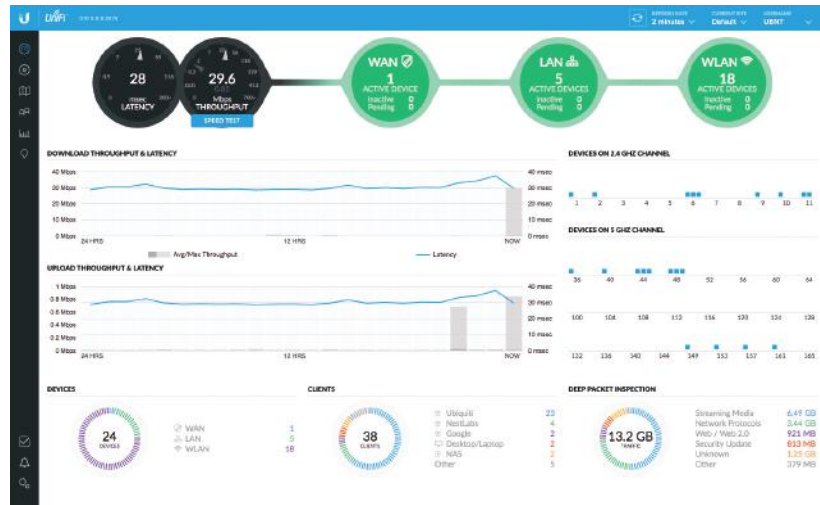 UniFi
REFRESH RATE
2 minutes
CURRENT SITE
Default
USERNAME
UBNT
28
msec
LATENCY
29.6
Mbps
THROUGHPUT
SPEED TEST
WAN
1
ACTIVE DEVICE
Inactive 0
Pending 0
LAN
5
ACTIVE DEVICES
Inactive 0
Pending 0
WLAN
18
ACTIVE DEVICES
Inactive 0
Pending 0
DOWNLOAD THROUGHPUT & LATENCY
40 Mbps
30 Mbps
20 Mbps
10 Mbps
0 Mbps
40 msec
30 msec
20 msec
10 msec
0 msec
24 HRS 12 HRS NOW
Avg/Max Throughput Latency
UPLOAD THROUGHPUT & LATENCY
1 Mbps
0.8 Mbps
0.6 Mbps
0.4 Mbps
0.2 Mbps
0 Mbps
40 msec
30 msec
20 msec
10 msec
0 msec
24 HRS 12 HRS NOW
DEVICES ON 2.4 GHZ CHANNEL
1 2 3 4 5 6 7 8 9 10 11
DEVICES ON 5 GHZ CHANNEL
36 40 44 48 52 56 60 64
100 104 108 112 116 120 124 128
132 136 140 144 149 153 157 161 165
DEVICES
24
DEVICES
WAN 1
LAN 5
WLAN 18
CLIENTS
38
CLIENTS
Ubiquiti 23
NestLabs 4
Google 2
Desktop/Laptop 2
NAS 2
Other 5
DEEP PACKET INSPECTION
13.2 GB
TRAFFIC
Streaming Media 6.49 GB
Network Protocols 3.44 GB
Web / Web 2.0 921 MB
Security Update 813 MB
Unknown 1.25 GB
Other 379 MB